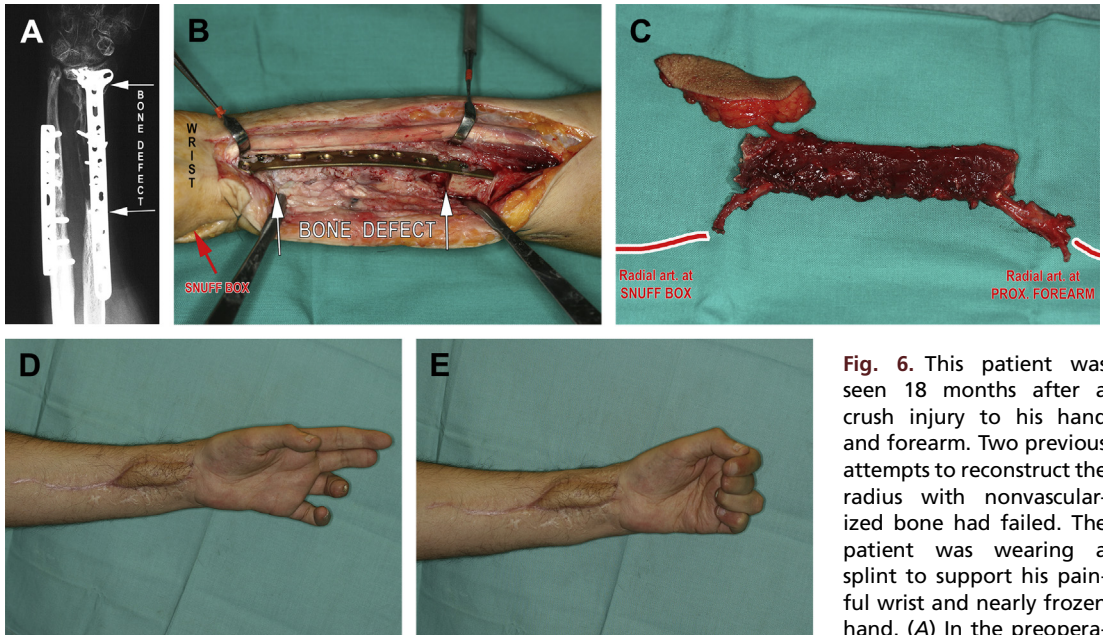 A
BONE DEFECT
B
WRIST
BONE DEFECT
SNUFF BOX
C
Radial art. at
SNUFF BOX
Radial art. at
PROX. FOREARM
D
E
Fig. 6. This patient was
seen 18 months after a
crush injury to his hand
and forearm. Two previous
attempts to reconstruct the
radius with nonvascular-
ized bone had failed. The
patient was wearing a
splint to support his pain-
ful wrist and nearly frozen
hand. (A) In the preopera-